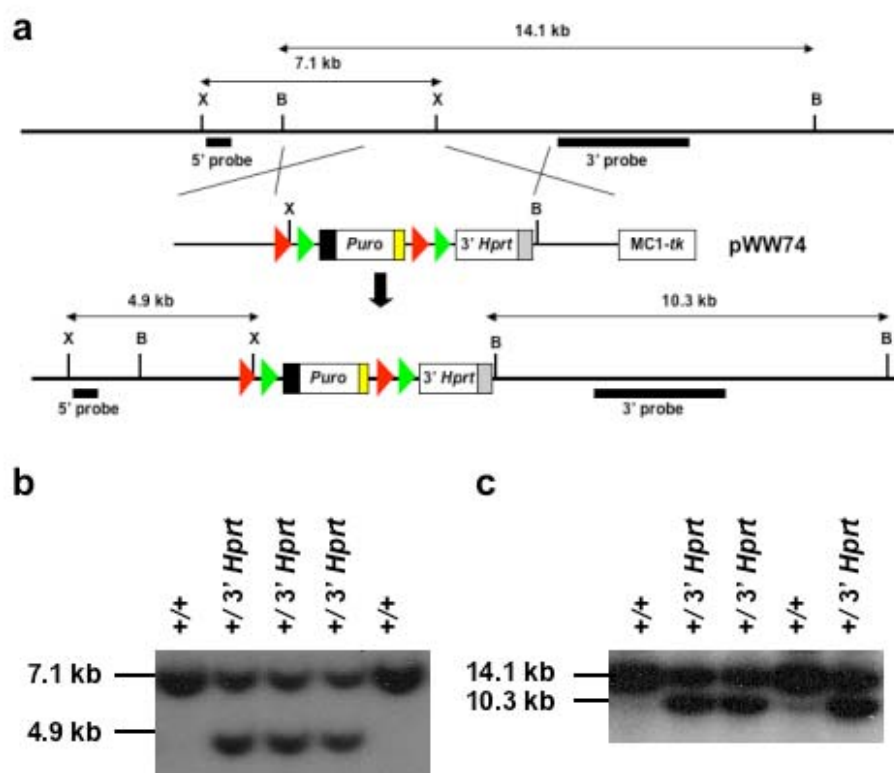 a
14.1 kb
7.1 kb
X B X B
5' probe 3' probe
X B
Puro 3' Hprt MC1-tk pWW74
4.9 kb 10.3 kb
X B X B B
Puro 3' Hprt
5' probe 3' probe
b
+/+ +/3' Hprt +/3' Hprt +/3' Hprt +/+
7.1 kb
4.9 kb
c
+/+ +/3' Hprt +/3' Hprt +/+ +/3' Hprt
14.1 kb
10.3 kb